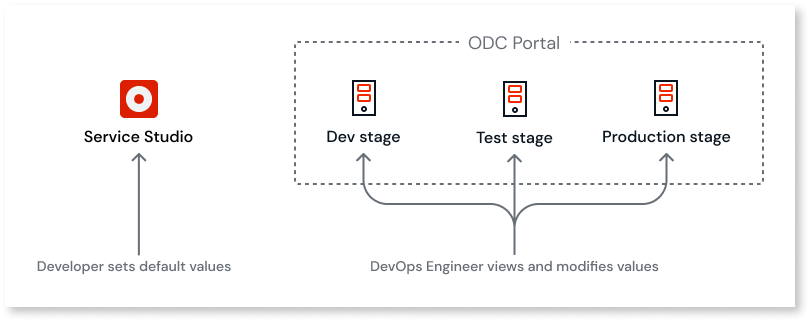 ODC Portal
Service Studio
Dev stage
Test stage
Production stage
Developer sets default values
DevOps Engineer views and modifies values